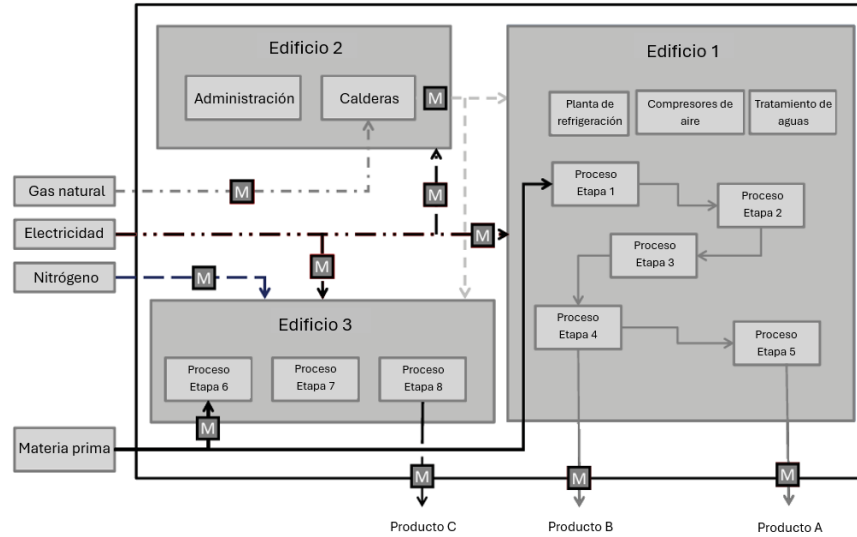 Edificio 2
Administración
Calderas
M
Edificio 1
Planta de
refrigeración
Compresores de
aire
Tratamiento de
aguas
Gas natural
M
M
Electricidad
M
M
Nitrógeno
M
Proceso
Etapa 1
Proceso
Etapa 2
Proceso
Etapa 3
Proceso
Etapa 4
Proceso
Etapa 5
Edificio 3
Proceso
Etapa 6
Proceso
Etapa 7
Proceso
Etapa 8
Materia prima
M
M
M
M
Producto C
Producto B
Producto A